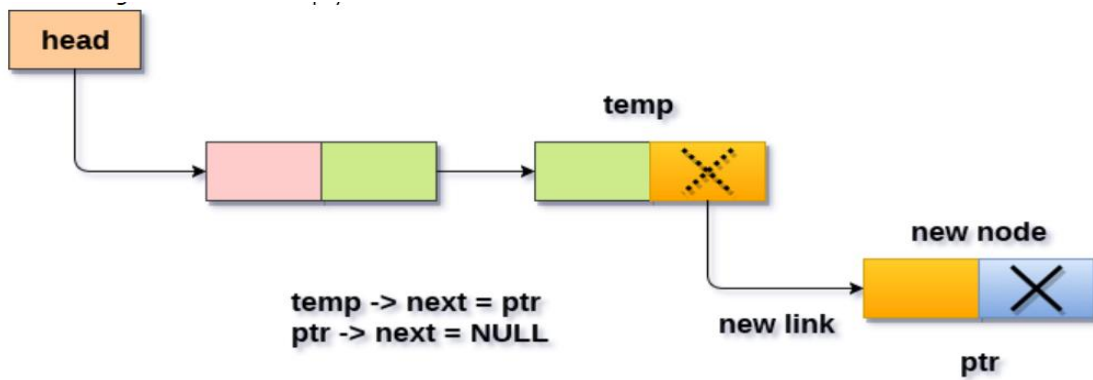 head
temp
new node
temp -> next = ptr
ptr -> next = NULL
new link
ptr